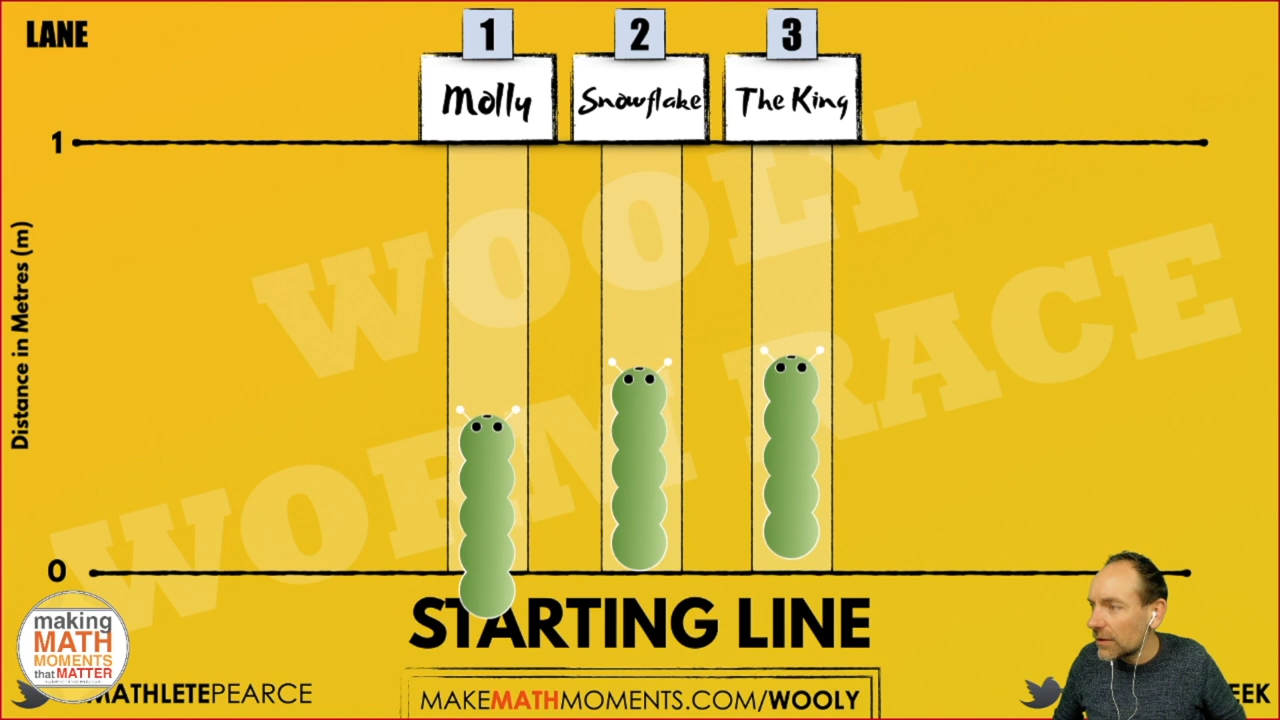 LANE
1
2
3
Molly
Snowflake
The King
1
WOOLY
WORM RACE
Distance in Metres (m)
0
STARTING LINE
making
MATH
MOMENTS
that MATTER
MATHLETEPEARCE
MAKEMATHMOMENTS.COM/WOOLY
EEK